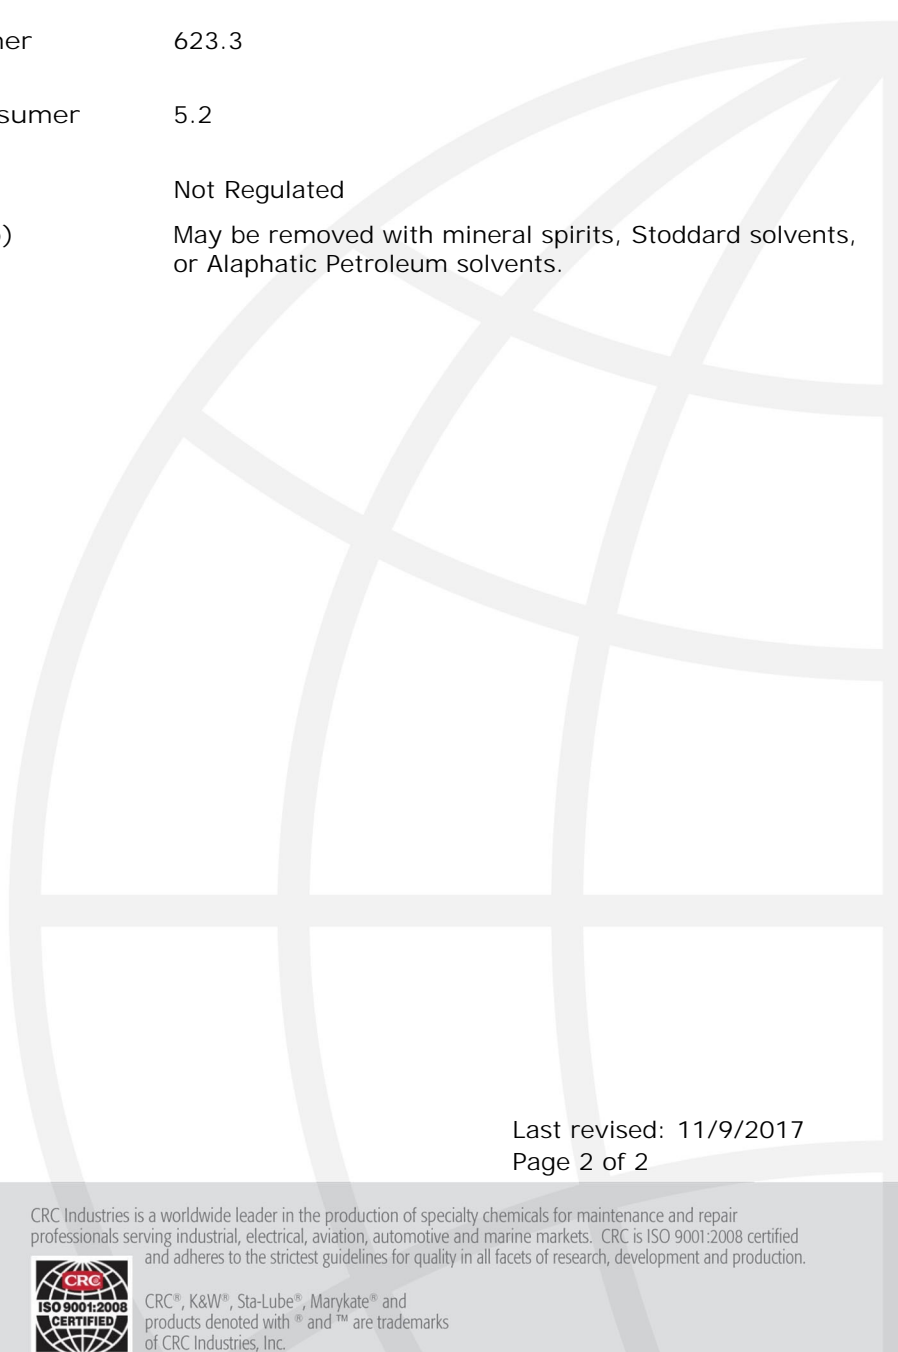 ner 623.3
sumer 5.2
Not Regulated
) May be removed with mineral spirits, Stoddard solvents,
or Alaphatic Petroleum solvents.
Last revised: 11/9/2017
Page 2 of 2
CRC Industries is a worldwide leader in the production of specialty chemicals for maintenance and repair
professionals serving industrial, electrical, aviation, automotive and marine markets. CRC is ISO 9001:2008 certified
and adheres to the strictest guidelines for quality in all facets of research, development and production.
CRC®
ISO 9001:2008
CERTIFIED
CRC®, K&W®, Sta-Lube®, Marykate® and
products denoted with ® and ™ are trademarks
of CRC Industries, Inc.